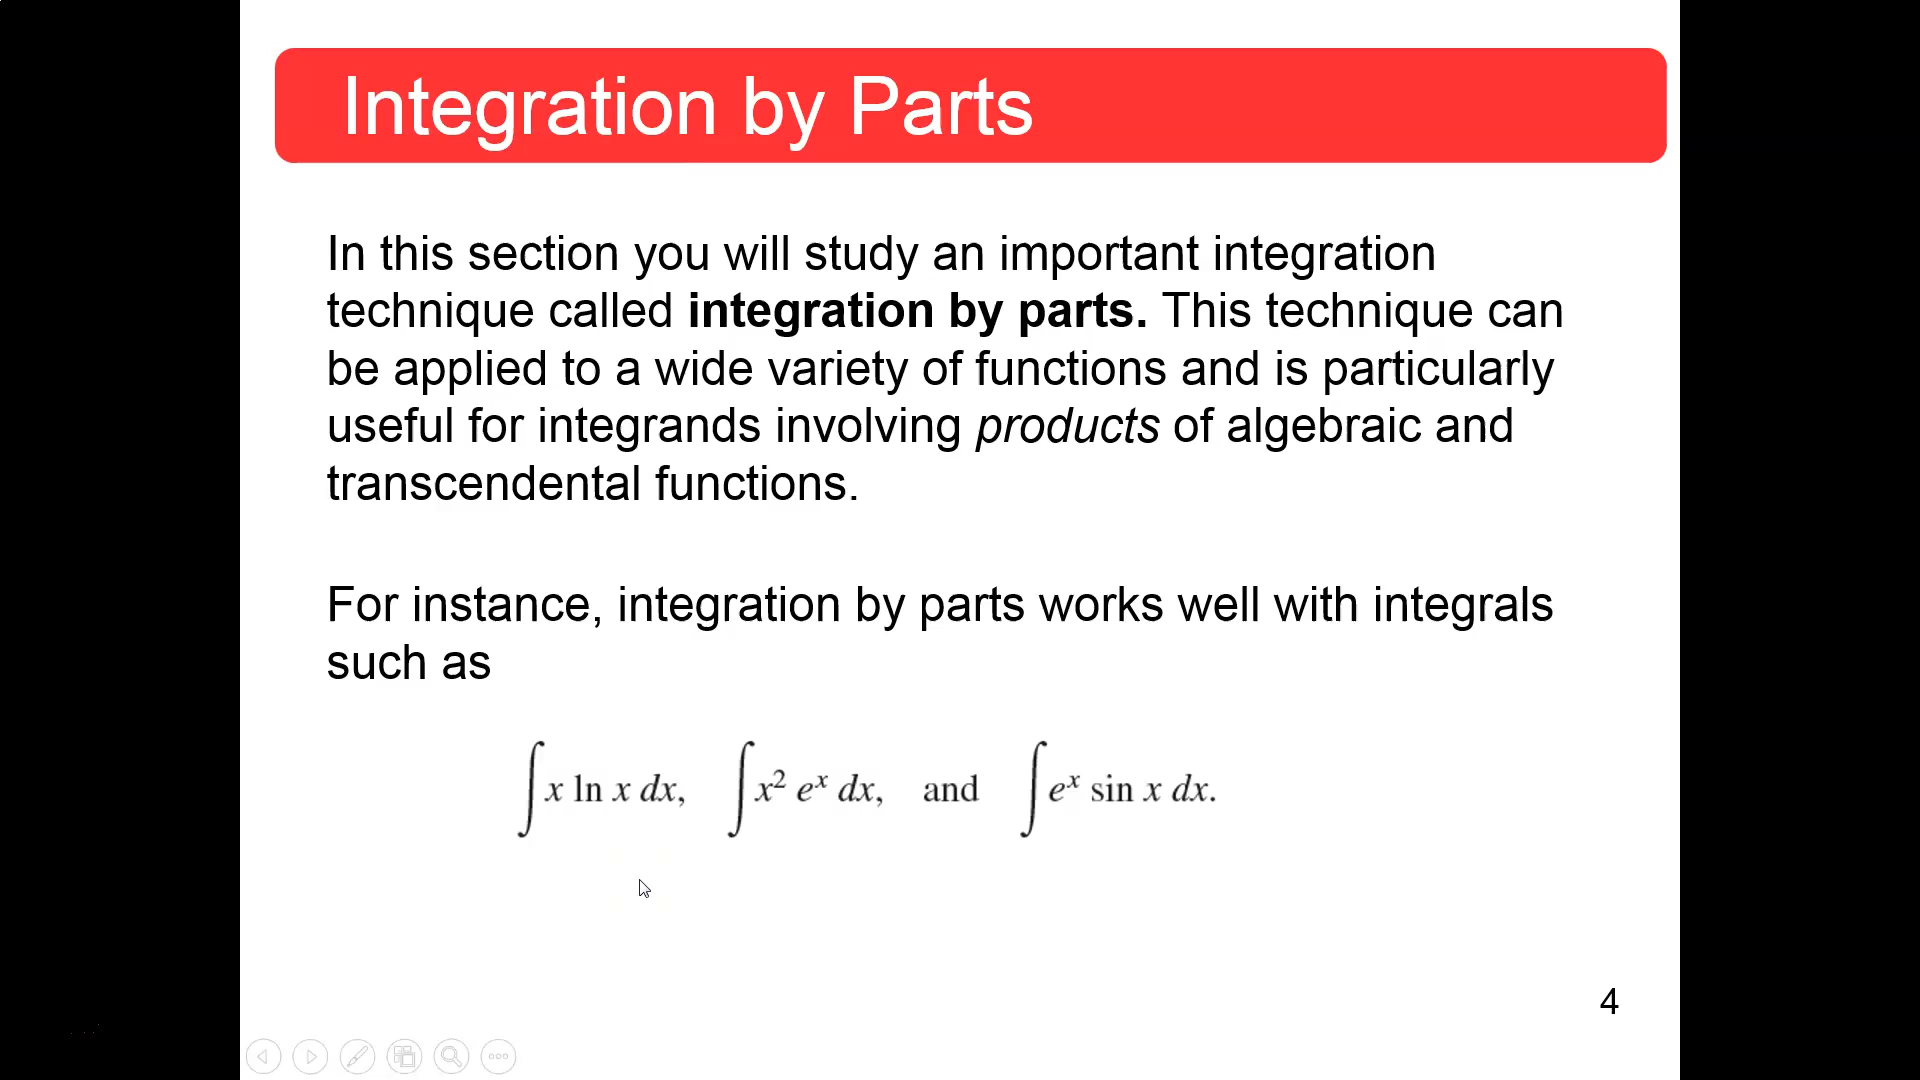 Integration by Parts
In this section you will study an important integration
technique called integration by parts. This technique can
be applied to a wide variety of functions and is particularly
useful for integrands involving products of algebraic and
transcendental functions.
For instance, integration by parts works well with integrals
such as
∫ x ln x dx, ∫ x² eˣ dx, and ∫ eˣ sin x dx.
4